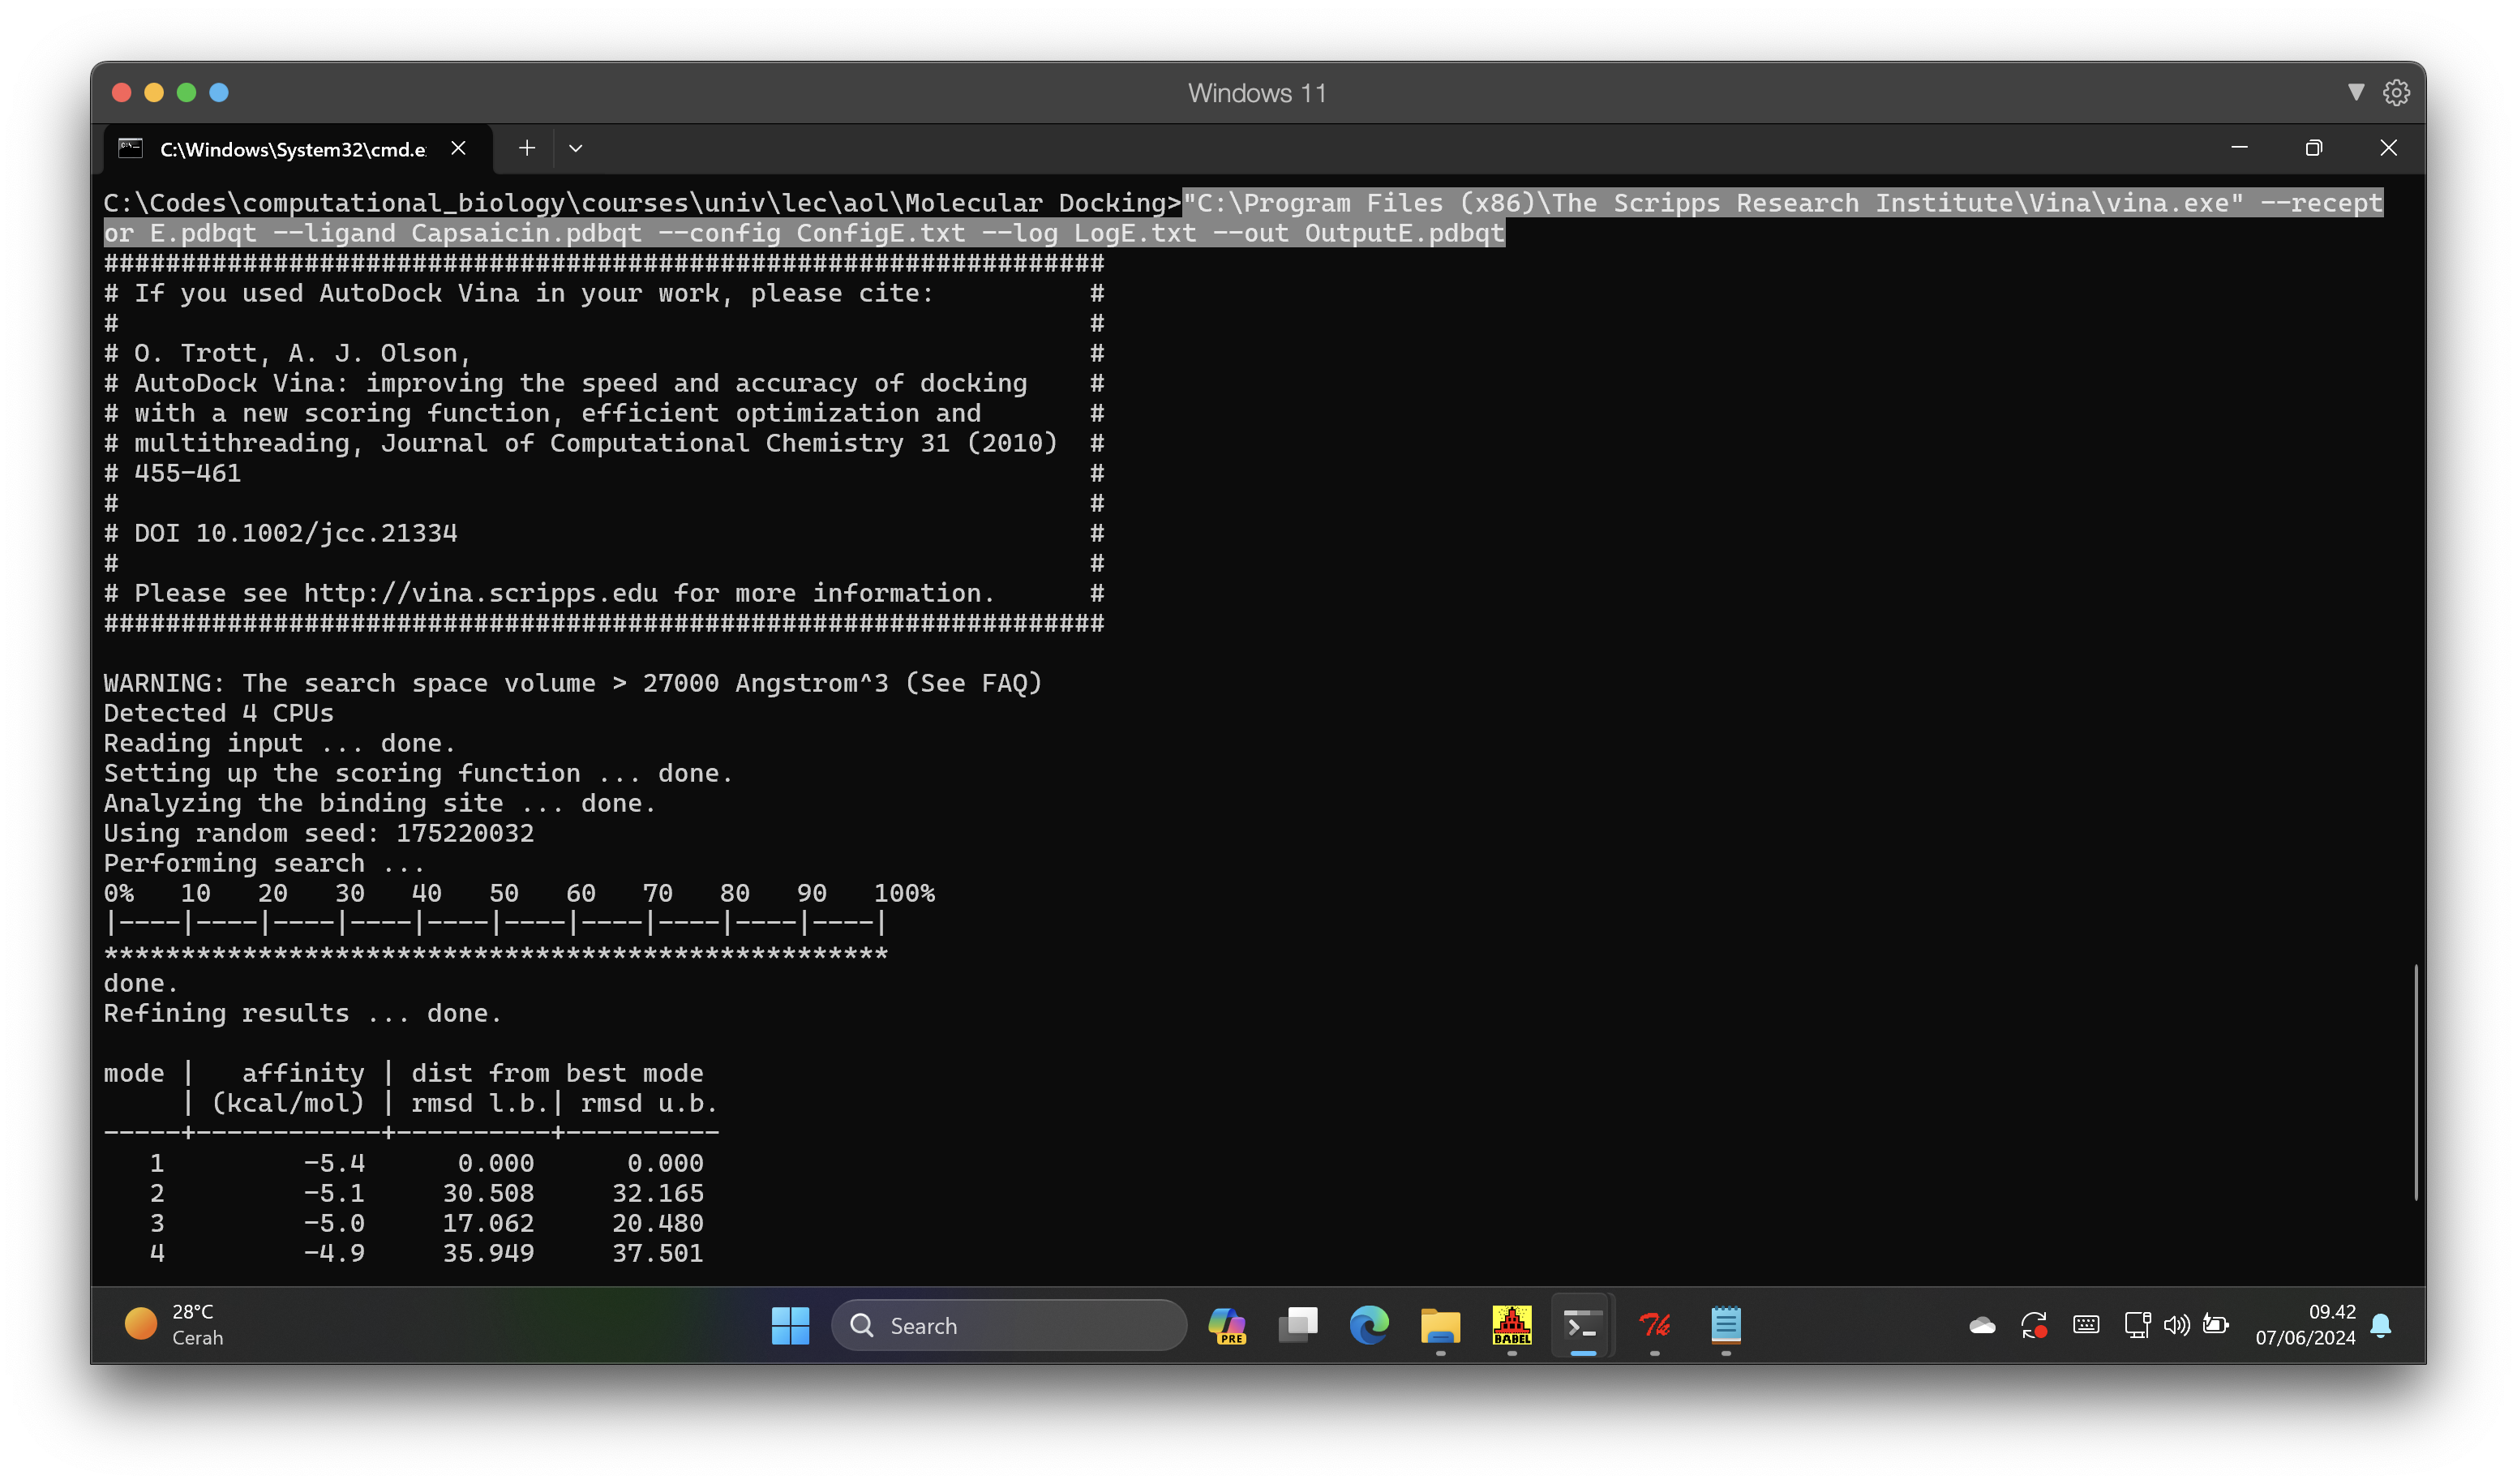 Windows 11
C:\Windows\System32\cmd.e
C:\Codes\computational_biology\courses\univ\lec\aol\Molecular Docking>"C:\Program Files (x86)\The Scripps Research Institute\Vina\vina.exe" --recept
or E.pdbqt --ligand Capsaicin.pdbqt --config ConfigE.txt --log LogE.txt --out OutputE.pdbqt
#################################################################
# If you used AutoDock Vina in your work, please cite:          #
#                                                               #
# O. Trott, A. J. Olson,                                        #
# AutoDock Vina: improving the speed and accuracy of docking    #
# with a new scoring function, efficient optimization and       #
# multithreading, Journal of Computational Chemistry 31 (2010)  #
# 455-461                                                       #
#                                                               #
# DOI 10.1002/jcc.21334                                         #
#                                                               #
# Please see http://vina.scripps.edu for more information.      #
#################################################################
WARNING: The search space volume > 27000 Angstrom^3 (See FAQ)
Detected 4 CPUs
Reading input ... done.
Setting up the scoring function ... done.
Analyzing the binding site ... done.
Using random seed: 175220032
Performing search ...
0%   10   20   30   40   50   60   70   80   90   100%
|----|----|----|----|----|----|----|----|----|----|
***************************************************
done.
Refining results ... done.
mode |   affinity | dist from best mode
     | (kcal/mol) | rmsd l.b.| rmsd u.b.
-----+------------+----------+----------
   1         -5.4      0.000      0.000
   2         -5.1     30.508     32.165
   3         -5.0     17.062     20.480
   4         -4.9     35.949     37.501
28°C
Cerah
Search
PRE
BABEL
Tk
09.42
07/06/2024